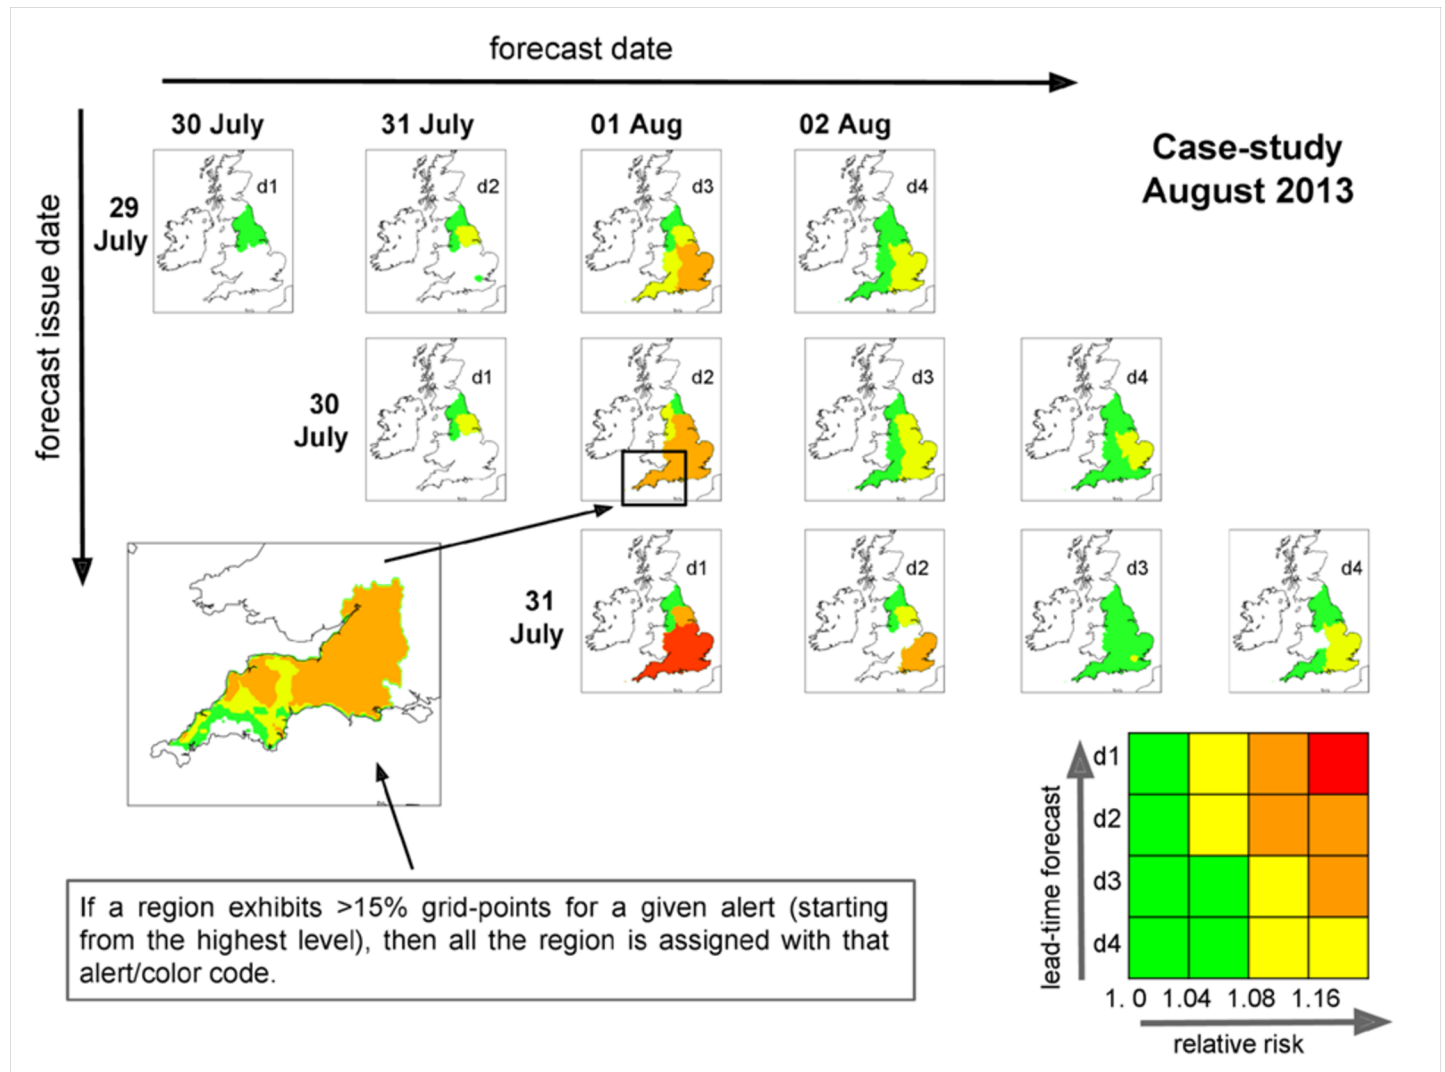 forecast date
30 July
31 July
01 Aug
02 Aug
Case-study
August 2013
forecast issue date
29
July
d1
d2
d3
d4
30
July
d1
d2
d3
d4
31
July
d1
d2
d3
d4
If a region exhibits >15% grid-points for a given alert (starting
from the highest level), then all the region is assigned with that
alert/color code.
lead-time forecast
d1
d2
d3
d4
1. 0 1.04 1.08 1.16
relative risk